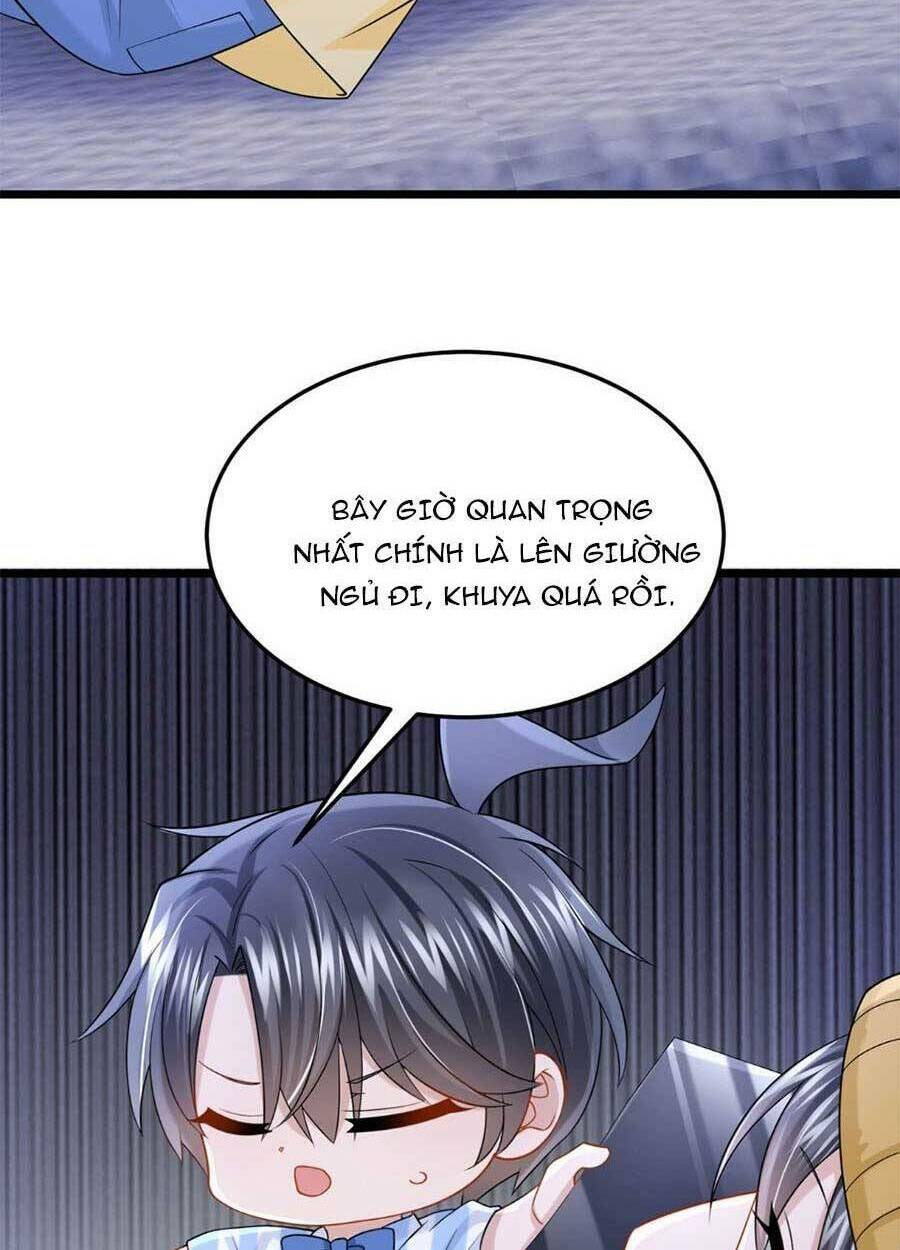 BÂY GIỜ QUAN TRỌNG
NHẤT CHÍNH LÀ LÊN GIƯỜNG
NGỦ ĐI, KHUYA QUÁ RỒI.